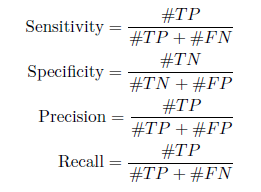 Sensitivity = #TP / #TP + #FN
Specificity = #TN / #TN + #FP
Precision = #TP / #TP + #FP
Recall = #TP / #TP + #FN